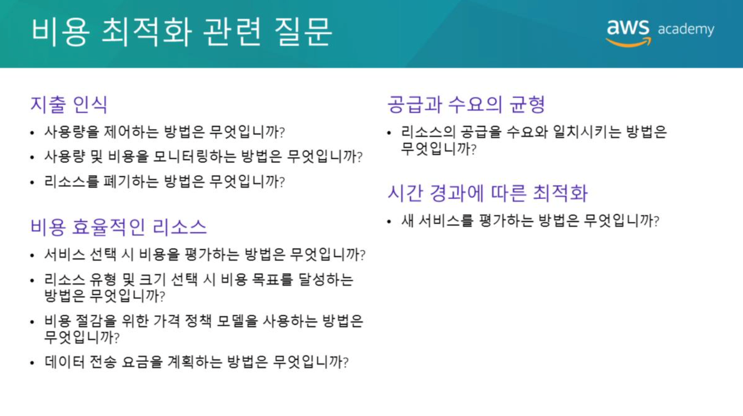 비용 최적화 관련 질문
aws academy
지출 인식
• 사용량을 제어하는 방법은 무엇입니까?
• 사용량 및 비용을 모니터링하는 방법은 무엇입니까?
• 리소스를 폐기하는 방법은 무엇입니까?
비용 효율적인 리소스
• 서비스 선택 시 비용을 평가하는 방법은 무엇입니까?
• 리소스 유형 및 크기 선택 시 비용 목표를 달성하는
방법은 무엇입니까?
• 비용 절감을 위한 가격 정책 모델을 사용하는 방법은
무엇입니까?
• 데이터 전송 요금을 계획하는 방법은 무엇입니까?
공급과 수요의 균형
• 리소스의 공급을 수요와 일치시키는 방법은
무엇입니까?
시간 경과에 따른 최적화
• 새 서비스를 평가하는 방법은 무엇입니까?